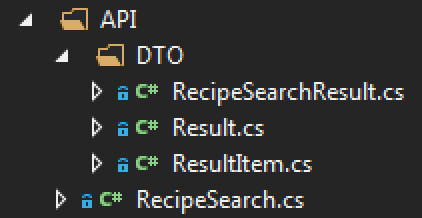 API
DTO
C# RecipeSearchResult.cs
C# Result.cs
C# ResultItem.cs
C# RecipeSearch.cs